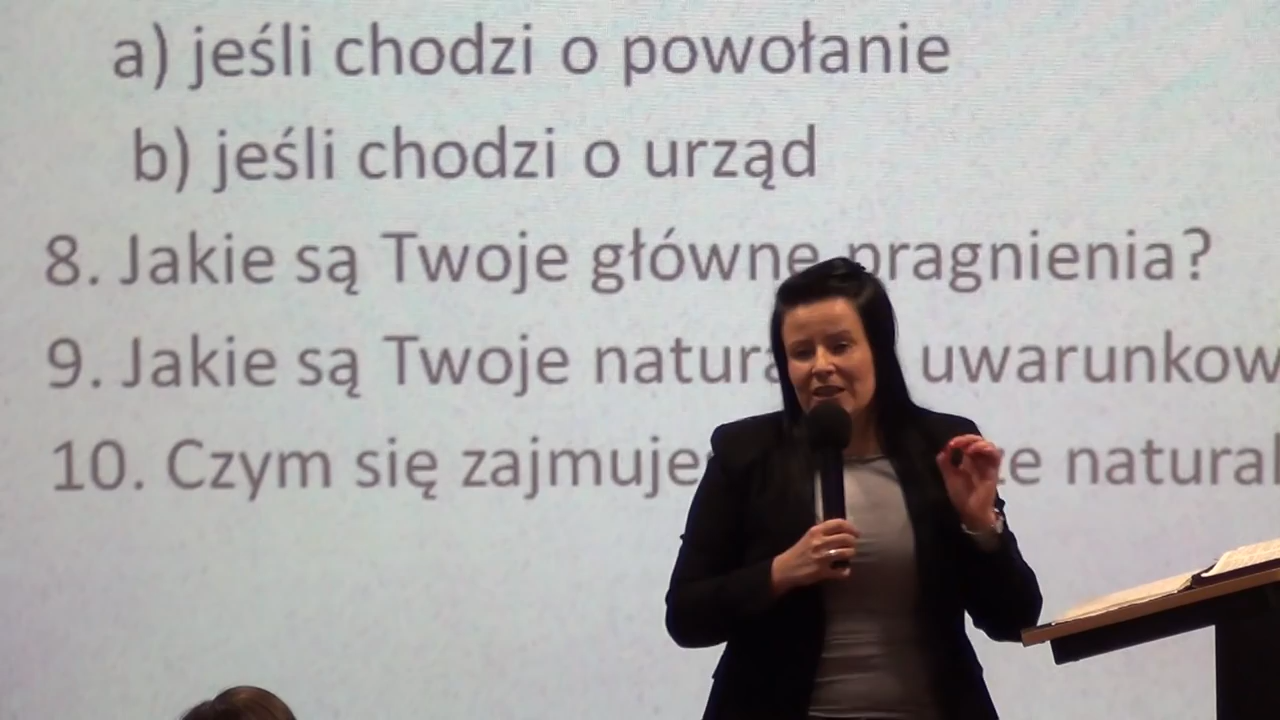 a) jeśli chodzi o powołanie
b) jeśli chodzi o urząd
8. Jakie są Twoje główne pragnienia?
9. Jakie są Twoje
10. Czym się